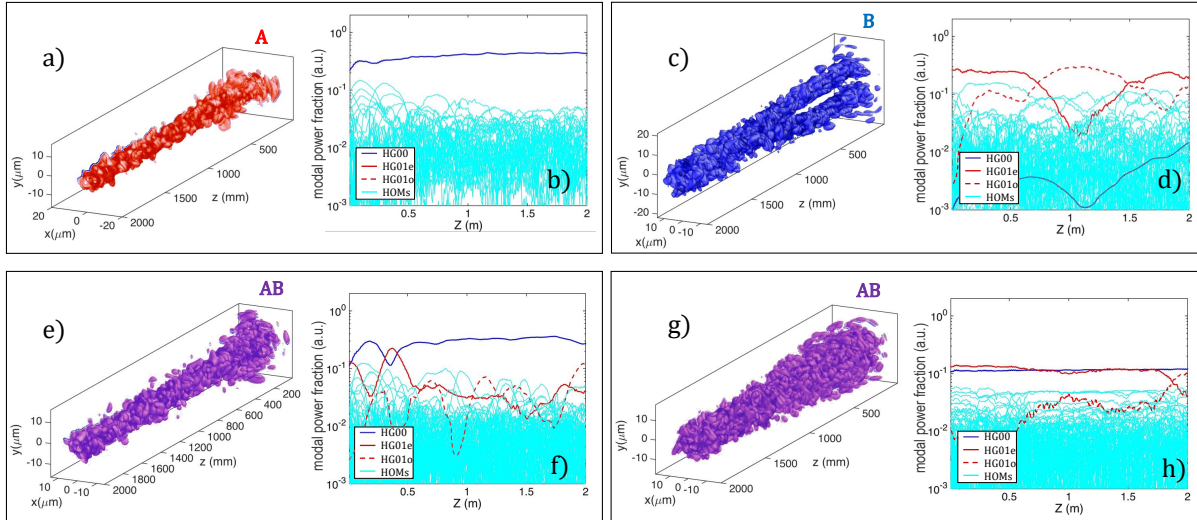 A
a)
y(μm)
10
0
-10
20
0
-20
x(μm)
2000
1500
1000
500
z (mm)
modal power fraction (a.u.)
10⁰
10⁻¹
10⁻²
10⁻³
HG00
HG01e
HG01o
HOMs
b)
0.5
1
1.5
2
Z (m)
B
c)
y(μm)
20
10
0
-10
-20
10
0
-10
x(μm)
2000
1500
1000
500
z (mm)
modal power fraction (a.u.)
10⁰
10⁻¹
10⁻²
10⁻³
HG00
HG01e
HG01o
HOMs
d)
0.5
1
1.5
2
Z (m)
AB
e)
y(μm)
10
0
-10
10
0
-10
x(μm)
2000
1800
1600
1400
1200
1000
800
600
400
200
z (mm)
modal power fraction (a.u.)
10⁰
10⁻¹
10⁻²
10⁻³
HG00
HG01e
HG01o
HOMs
f)
0.5
1
1.5
2
Z (m)
AB
g)
y(μm)
10
0
-10
10
0
-10
x(μm)
2000
1500
1000
500
z (mm)
modal power fraction (a.u.)
10⁰
10⁻¹
10⁻²
10⁻³
HG00
HG01e
HG01o
HOMs
h)
0.5
1
1.5
2
Z (m)